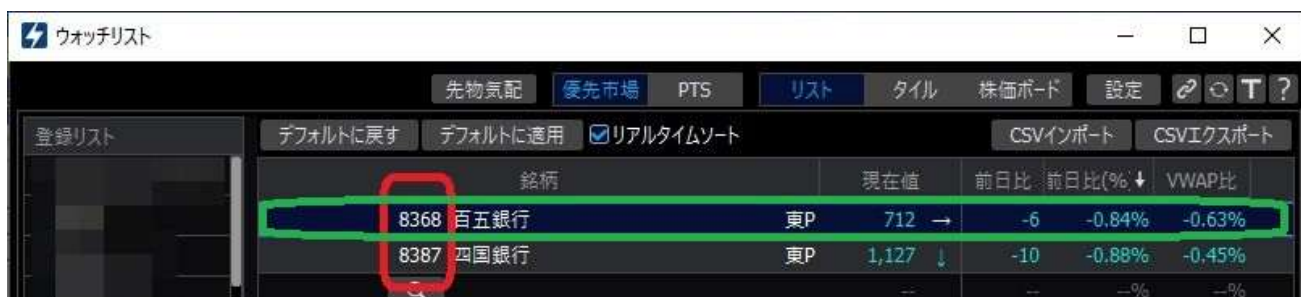 ウォッチリスト
先物気配 優先市場 PTS リスト タイル 株価ボード 設定 T ?
登録リスト デフォルトに戻す デフォルトに適用 リアルタイムソート CSVインポート CSVエクスポート
銘柄 現在値 前日比 前日比(% ↓ VWAP比
8368 百五銀行 東P 712 → -6 -0.84% -0.63%
8387 四国銀行 東P 1,127 ↓ -10 -0.88% -0.45%
-- -- --% --%